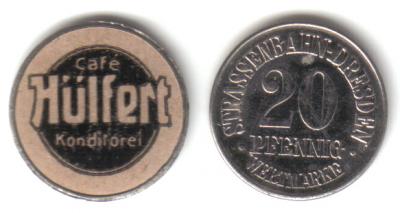 Café
Hülfert
Konditorei
STRASSENBAHN-DRESDEN
20
PFENNIG
·WERTMARKE·